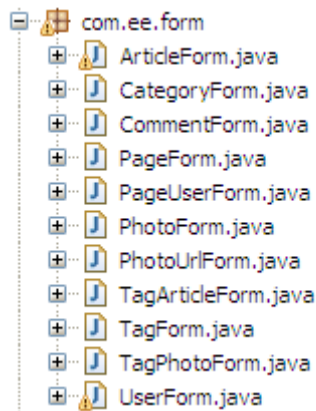 com.ee.form
ArticleForm.java
CategoryForm.java
CommentForm.java
PageForm.java
PageUserForm.java
PhotoForm.java
PhotoUrlForm.java
TagArticleForm.java
TagForm.java
TagPhotoForm.java
UserForm.java